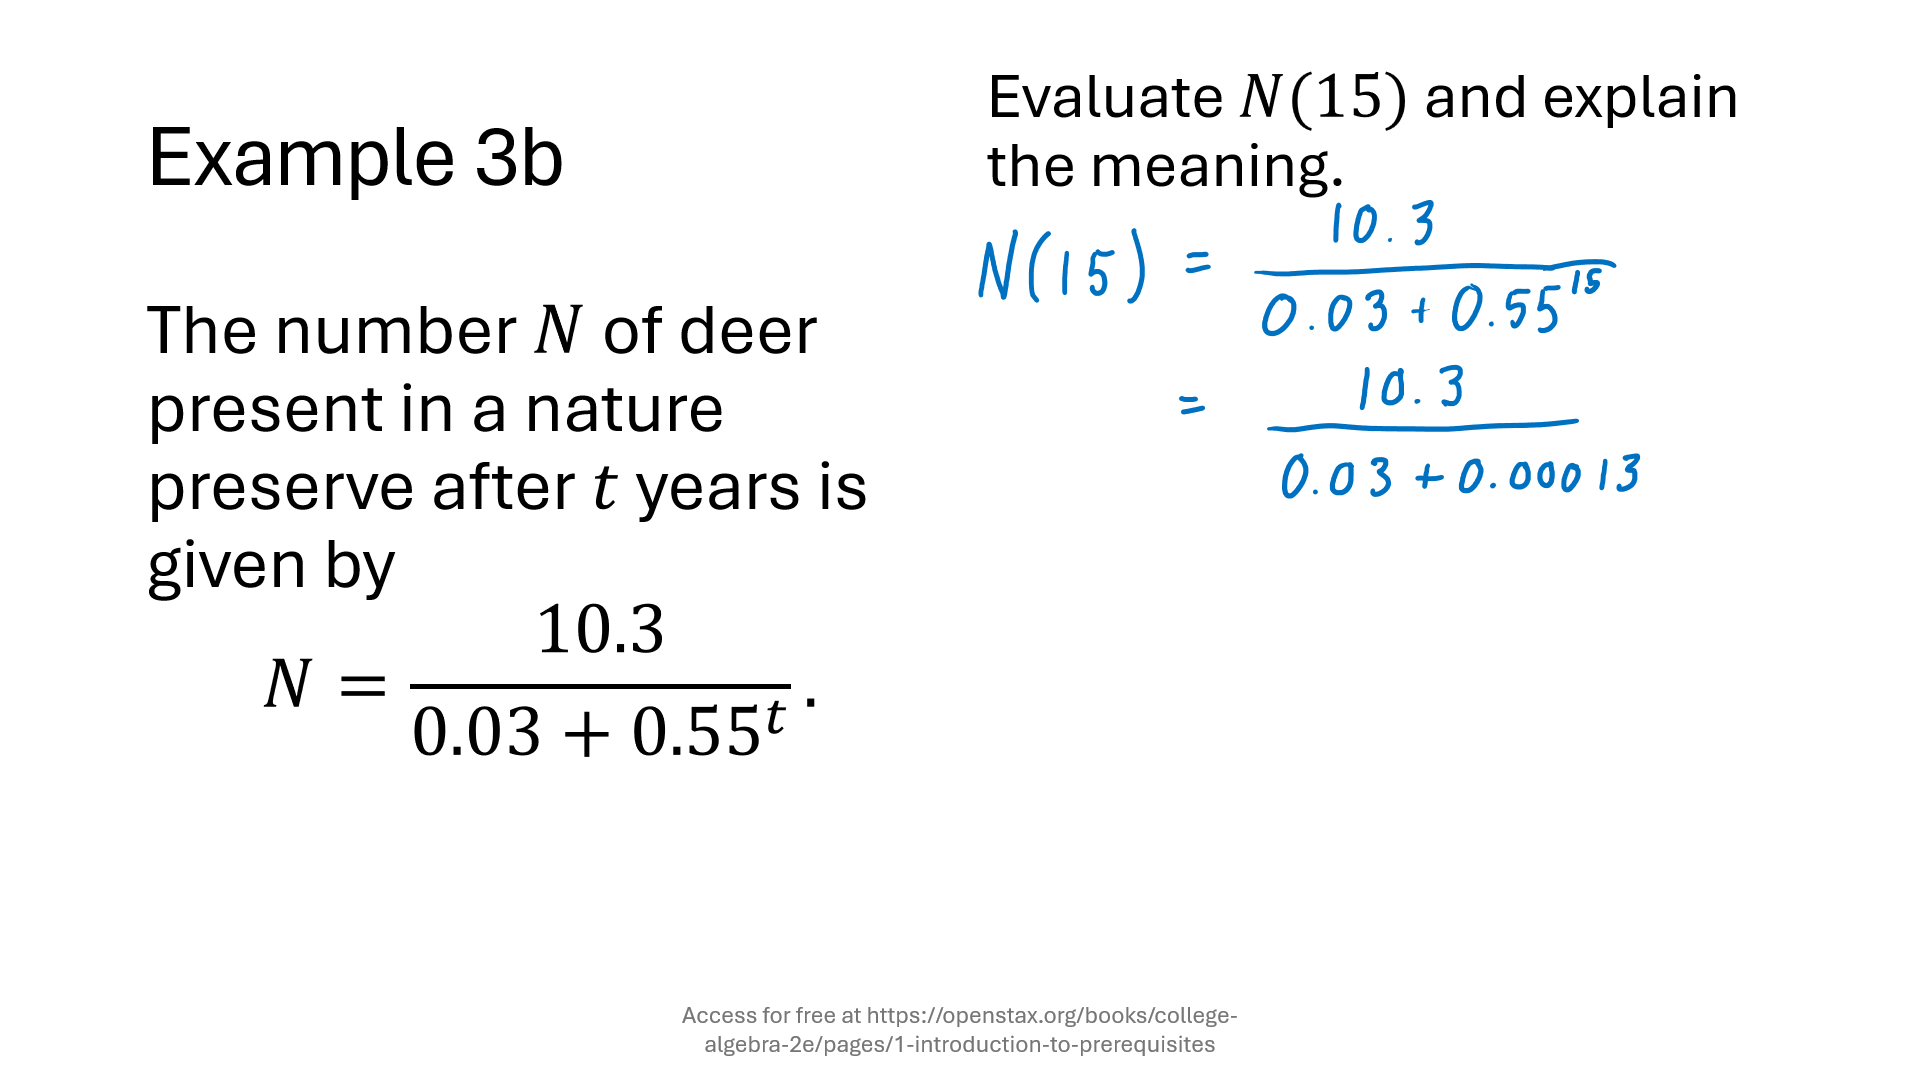 Example 3b
The number N of deer
present in a nature
preserve after t years is
given by
N = 10.3 / (0.03 + 0.55^t) .
Evaluate N(15) and explain
the meaning.
N(15) = 10.3 / (0.03 + 0.55^15)
= 10.3 / (0.03 + 0.00013)
Access for free at https://openstax.org/books/college-
algebra-2e/pages/1-introduction-to-prerequisites